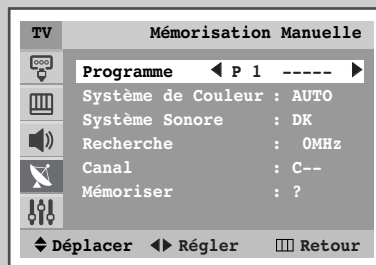 TV Mémorisation Manuelle
Programme ◀ P 1 ----- ▶
Système de Couleur : AUTO
Système Sonore : DK
Recherche : 0MHz
Canal : C--
Mémoriser : ?
Déplacer Régler Retour